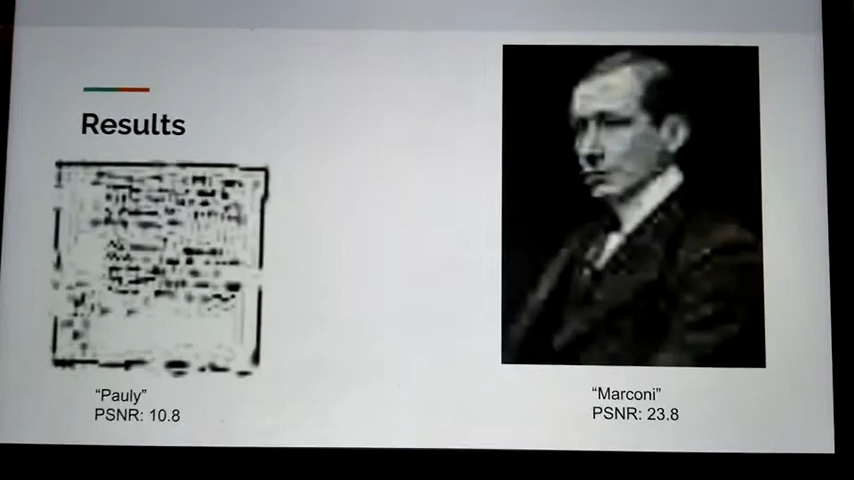 Results
“Pauly”
PSNR: 10.8
“Marconi”
PSNR: 23.8